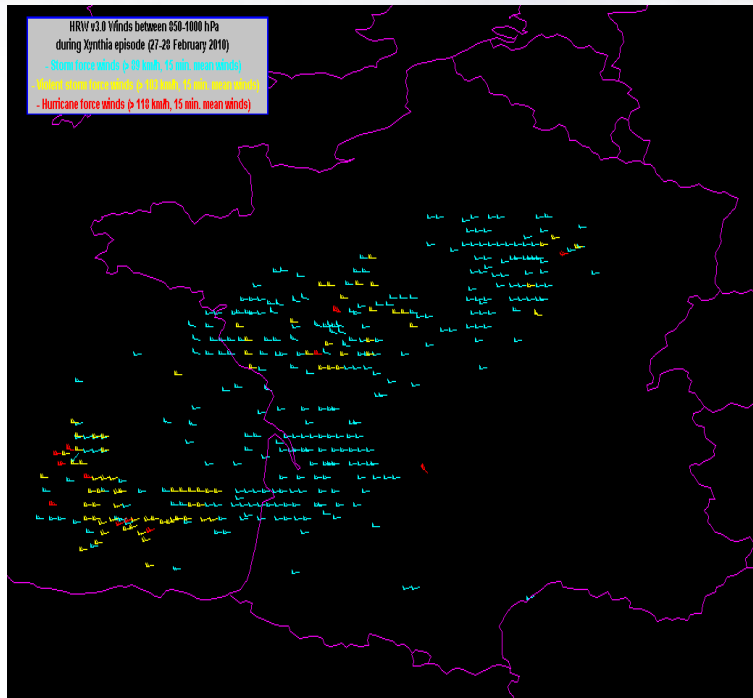 HRW v3.0 Winds between 850-1000 hPa
during Xynthia episode (27-28 February 2010)
- Storm force winds (> 89 km/h, 15 min. mean winds)
- Violent storm force winds (> 103 km/h, 15 min. mean winds)
- Hurricane force winds (> 118 km/h, 15 min. mean winds)